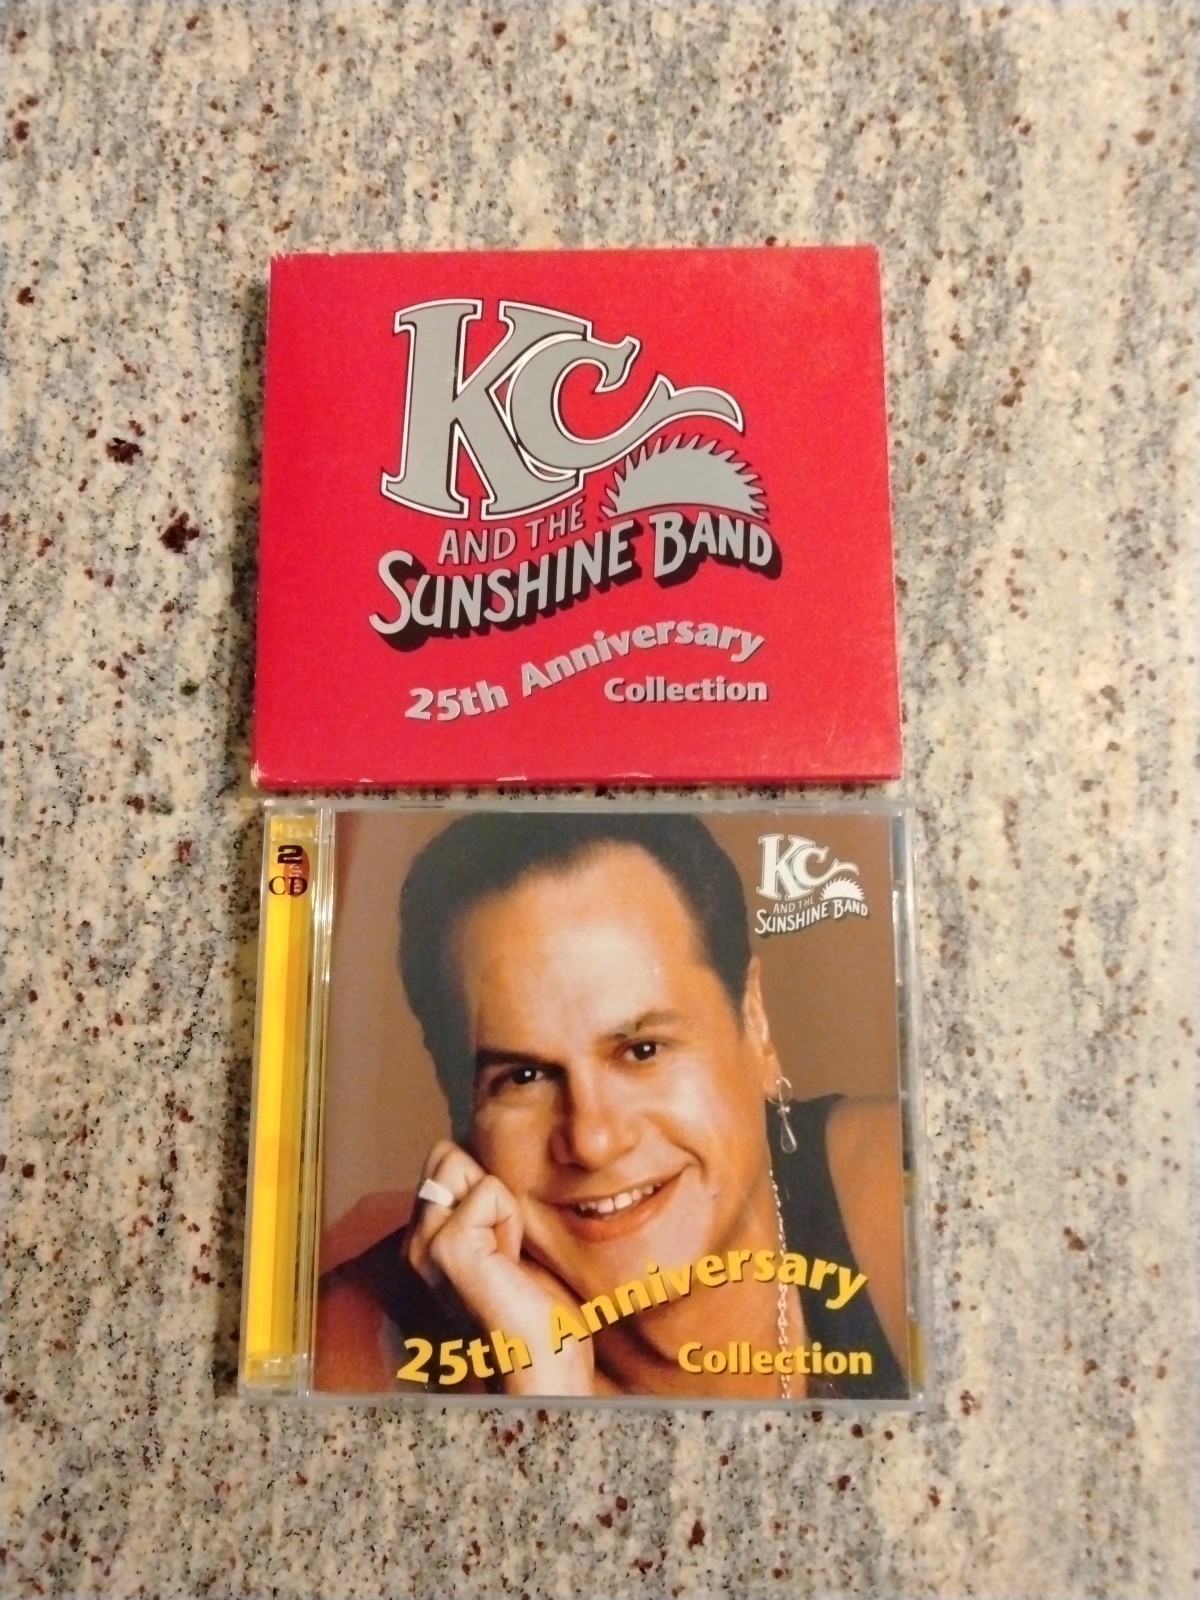 KC
AND THE
SUNSHINE BAND
25th Anniversary
Collection
2
CD
KC
AND THE
SUNSHINE BAND
25th Anniversary
Collection